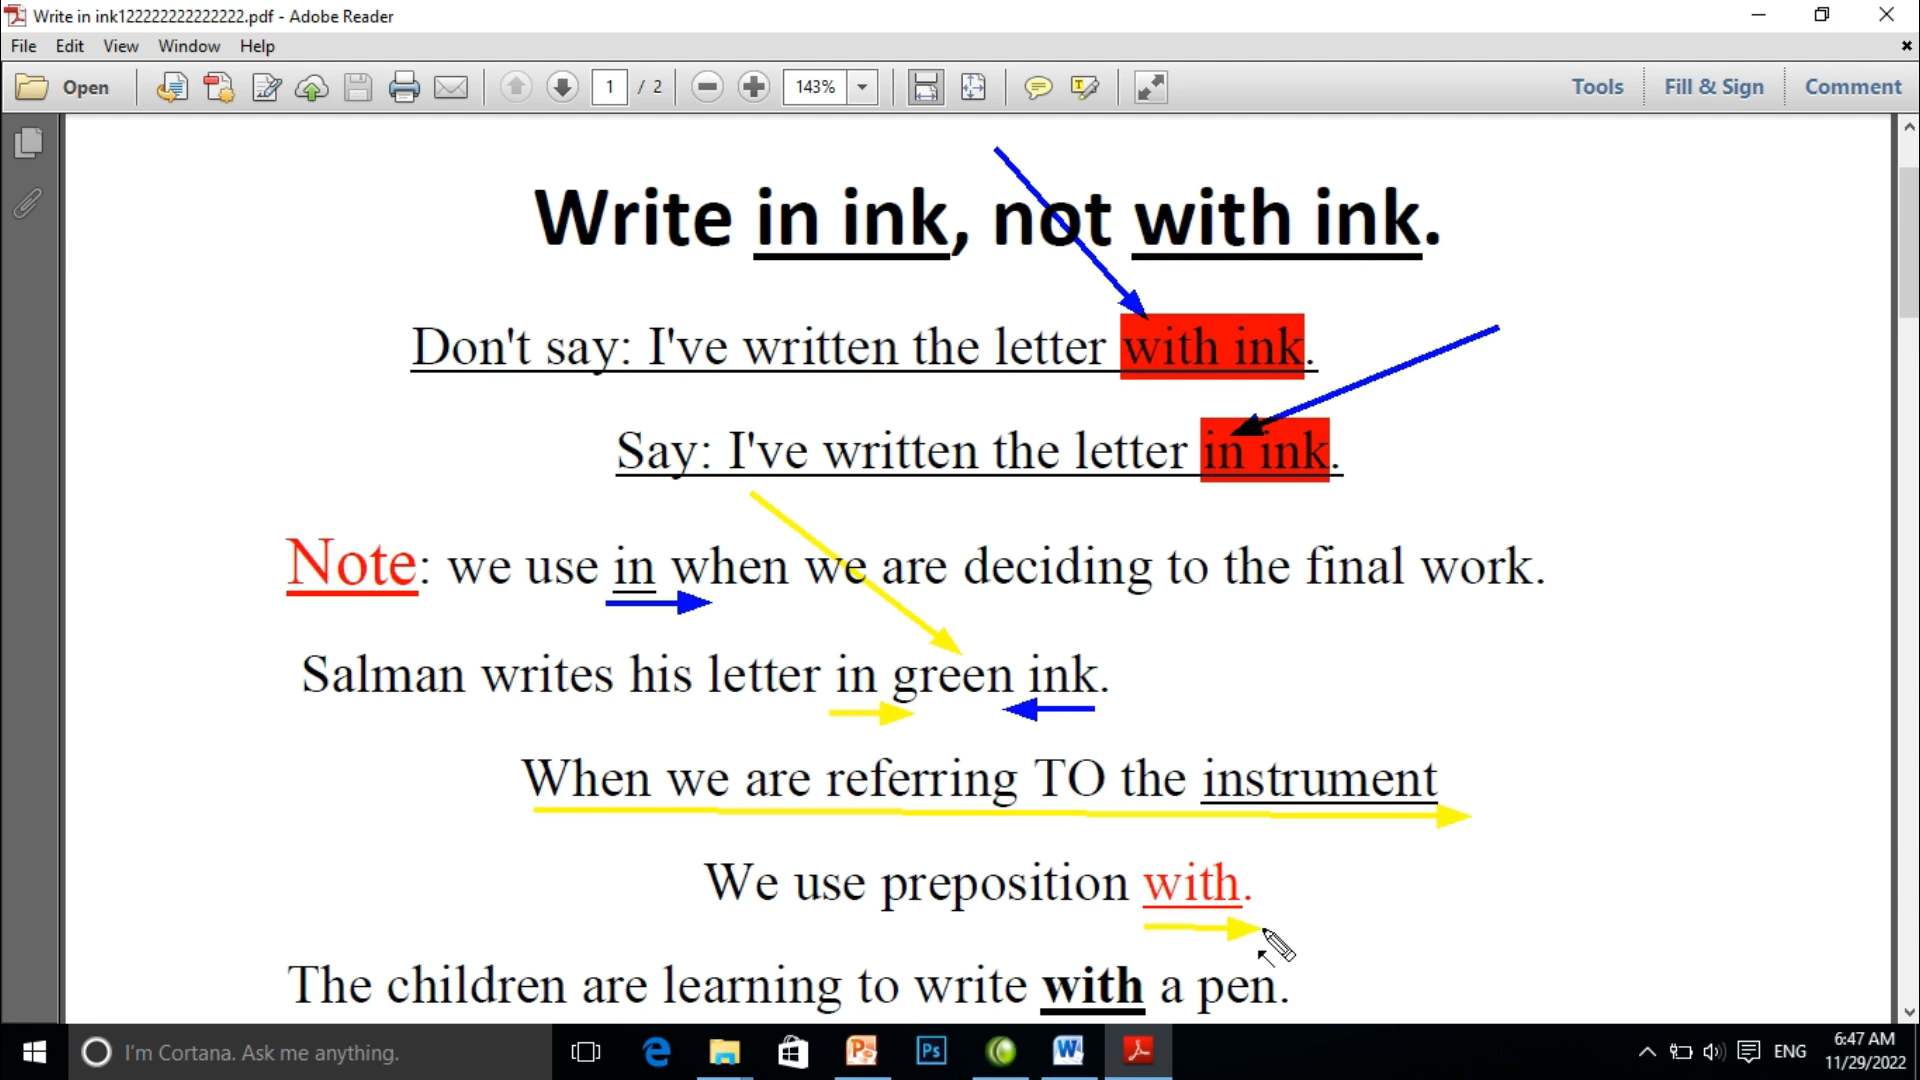 Write in ink122222222222222.pdf - Adobe Reader
File Edit View Window Help
Open 1 / 2 143% Tools Fill & Sign Comment
Write in ink, not with ink.
Don't say: I've written the letter with ink.
Say: I've written the letter in ink.
Note: we use in when we are deciding to the final work.
Salman writes his letter in green ink.
When we are referring TO the instrument
We use preposition with.
The children are learning to write with a pen.
I'm Cortana. Ask me anything.
ENG
6:47 AM
11/29/2022